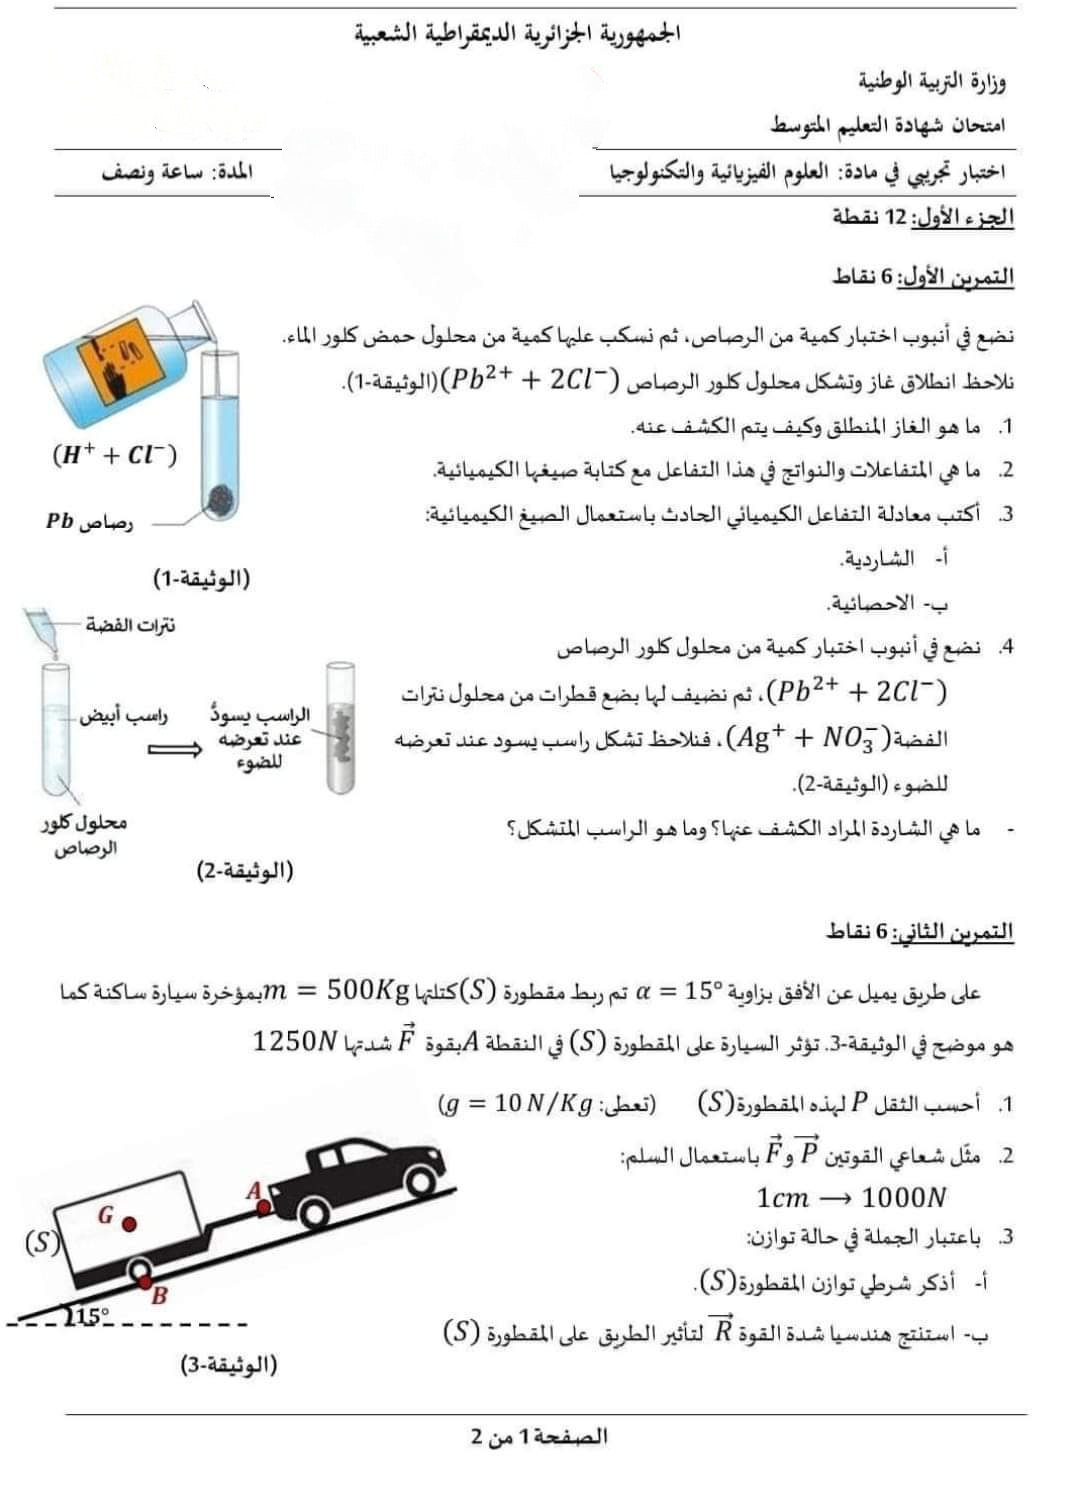 الجمهورية الجزائرية الديمقراطية الشعبية
وزارة التربية الوطنية
امتحان شهادة التعليم المتوسط
اختبار تجريبي في مادة: العلوم الفيزيائية والتكنولوجيا
المدة: ساعة ونصف
الجزء الأول: 12 نقطة
التمرين الأول: 6 نقاط
نضع في أنبوب اختبار كمية من الرصاص، ثم نسكب عليها كمية من محلول حمض كلور الماء.
نلاحظ انطلاق غاز وتشكل محلول كلور الرصاص (Pb²⁺ + 2Cl⁻)(الوثيقة-1).
1. ما هو الغاز المنطلق وكيف يتم الكشف عنه.
2. ما هي المتفاعلات والنواتج في هذا التفاعل مع كتابة صيغها الكيميائية.
3. أكتب معادلة التفاعل الكيميائي الحادث باستعمال الصيغ الكيميائية:
أ- الشاردية.
ب- الاحصائية.
(H⁺ + Cl⁻)
رصاص Pb
(الوثيقة-1)
4. نضع في أنبوب اختبار كمية من محلول كلور الرصاص
(Pb²⁺ + 2Cl⁻)، ثم نضيف لها بضع قطرات من محلول نترات
الفضة(Ag⁺ + NO₃⁻)، فنلاحظ تشكل راسب يسود عند تعرضه
للضوء (الوثيقة-2).
- ما هي الشاردة المراد الكشف عنها؟ وما هو الراسب المتشكل؟
نترات الفضة
راسب أبيض
الراسب يسودّ
عند تعرضه
للضوء
محلول كلور
الرصاص
(الوثيقة-2)
التمرين الثاني: 6 نقاط
على طريق يميل عن الأفق بزاوية α = 15° تم ربط مقطورة (S)كتلتها m = 500Kgبمؤخرة سيارة ساكنة كما
هو موضح في الوثيقة-3. تؤثر السيارة على المقطورة (S) في النقطة Aبقوة F⃗ شدتها 1250N
1. أحسب الثقل P لهذه المقطورة(S) (تعطى: g = 10 N/Kg)
2. مثّل شعاعي القوتين P⃗ وF⃗ باستعمال السلم:
1cm ⟶ 1000N
3. باعتبار الجملة في حالة توازن:
أ- أذكر شرطي توازن المقطورة(S).
ب- استنتج هندسيا شدة القوة R⃗ لتأثير الطريق على المقطورة (S)
A
G
(S)
B
15°
(الوثيقة-3)
الصفحة 1 من 2